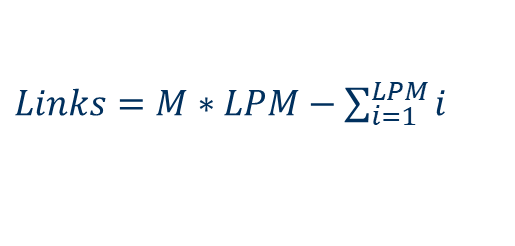 Links = M * LPM − ∑_{i=1}^{LPM} i